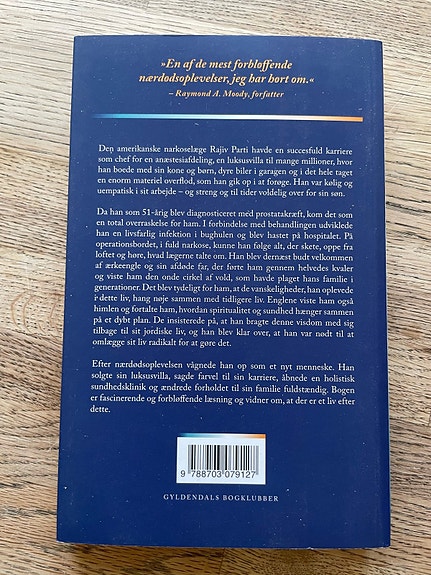 »En af de mest forbløffende
nærdødsoplevelser, jeg har hørt om.«
– Raymond A. Moody, forfatter
Den amerikanske narkoselæge Rajiv Parti havde en succesfuld karriere
som chef for en anæstesiafdeling, en luksusvilla til mange millioner, hvor
han boede med sin kone og børn, dyre biler i garagen og i det hele taget
en enorm materiel overflod, som han gik op i at forøge. Han var kølig og
uempatisk i sit arbejde – og streng og til tider voldelig over for sin søn.
Da han som 51-årig blev diagnosticeret med prostatakræft, kom det som
en total overraskelse for ham. I forbindelse med behandlingen udviklede
han en livsfarlig infektion i bughulen og blev hastet på hospitalet. På
operationsbordet, i fuld narkose, kunne han følge alt, der skete, oppe fra
loftet og høre, hvad lægerne talte om. Han blev dernæst budt velkommen
af ærkeengle og sin afdøde far, der førte ham gennem helvedes kvaler
og viste ham den onde cirkel af vold, som havde plaget hans familie i
generationer. Det blev tydeligt for ham, at de vanskeligheder, han oplevede
i dette liv, hang nøje sammen med tidligere liv. Englene viste ham også
himlen og fortalte ham, hvordan spiritualitet og sundhed hænger sammen
på et dybt plan. De insisterede på, at han bragte denne visdom med sig
tilbage til sit jordiske liv, og han blev klar over, at han var nødt til at
omlægge sit liv radikalt for at gøre det.
Efter nærdødsoplevelsen vågnede han op som et nyt menneske. Han
solgte sin luksusvilla, sagde farvel til sin karriere, åbnede en holistisk
sundhedsklinik og ændrede forholdet til sin familie fuldstændig. Bogen
er fascinerende og forbløffende læsning og vidner om, at der er et liv efter
dette.
9 788703 079127
GYLDENDALS BOGKLUBBER